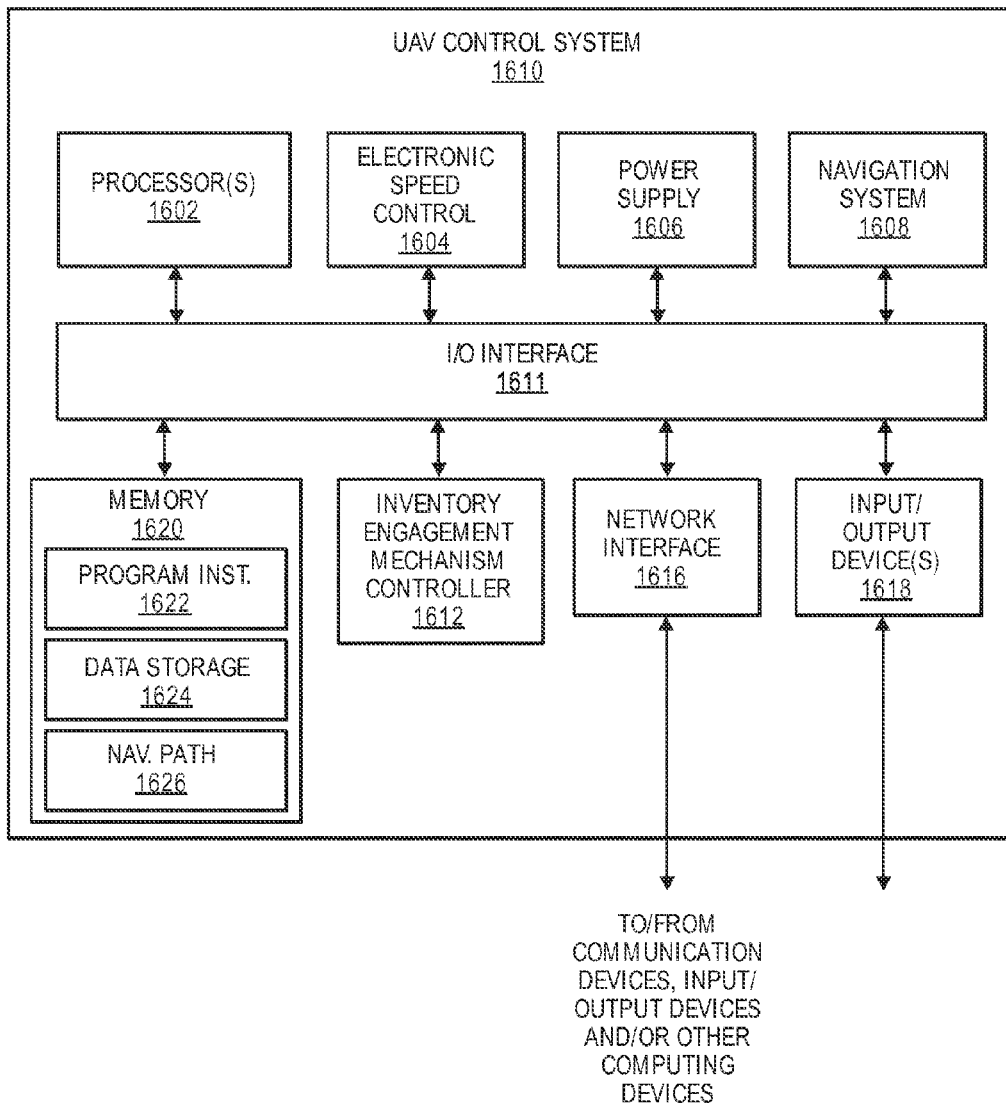 UAV CONTROL SYSTEM
1610
PROCESSOR(S)
1602
ELECTRONIC
SPEED
CONTROL
1604
POWER
SUPPLY
1606
NAVIGATION
SYSTEM
1608
I/O INTERFACE
1611
MEMORY
1620
PROGRAM INST.
1622
DATA STORAGE
1624
NAV. PATH
1626
INVENTORY
ENGAGEMENT
MECHANISM
CONTROLLER
1612
NETWORK
INTERFACE
1616
INPUT/
OUTPUT
DEVICE(S)
1618
TO/FROM
COMMUNICATION
DEVICES, INPUT/
OUTPUT DEVICES
AND/OR OTHER
COMPUTING
DEVICES